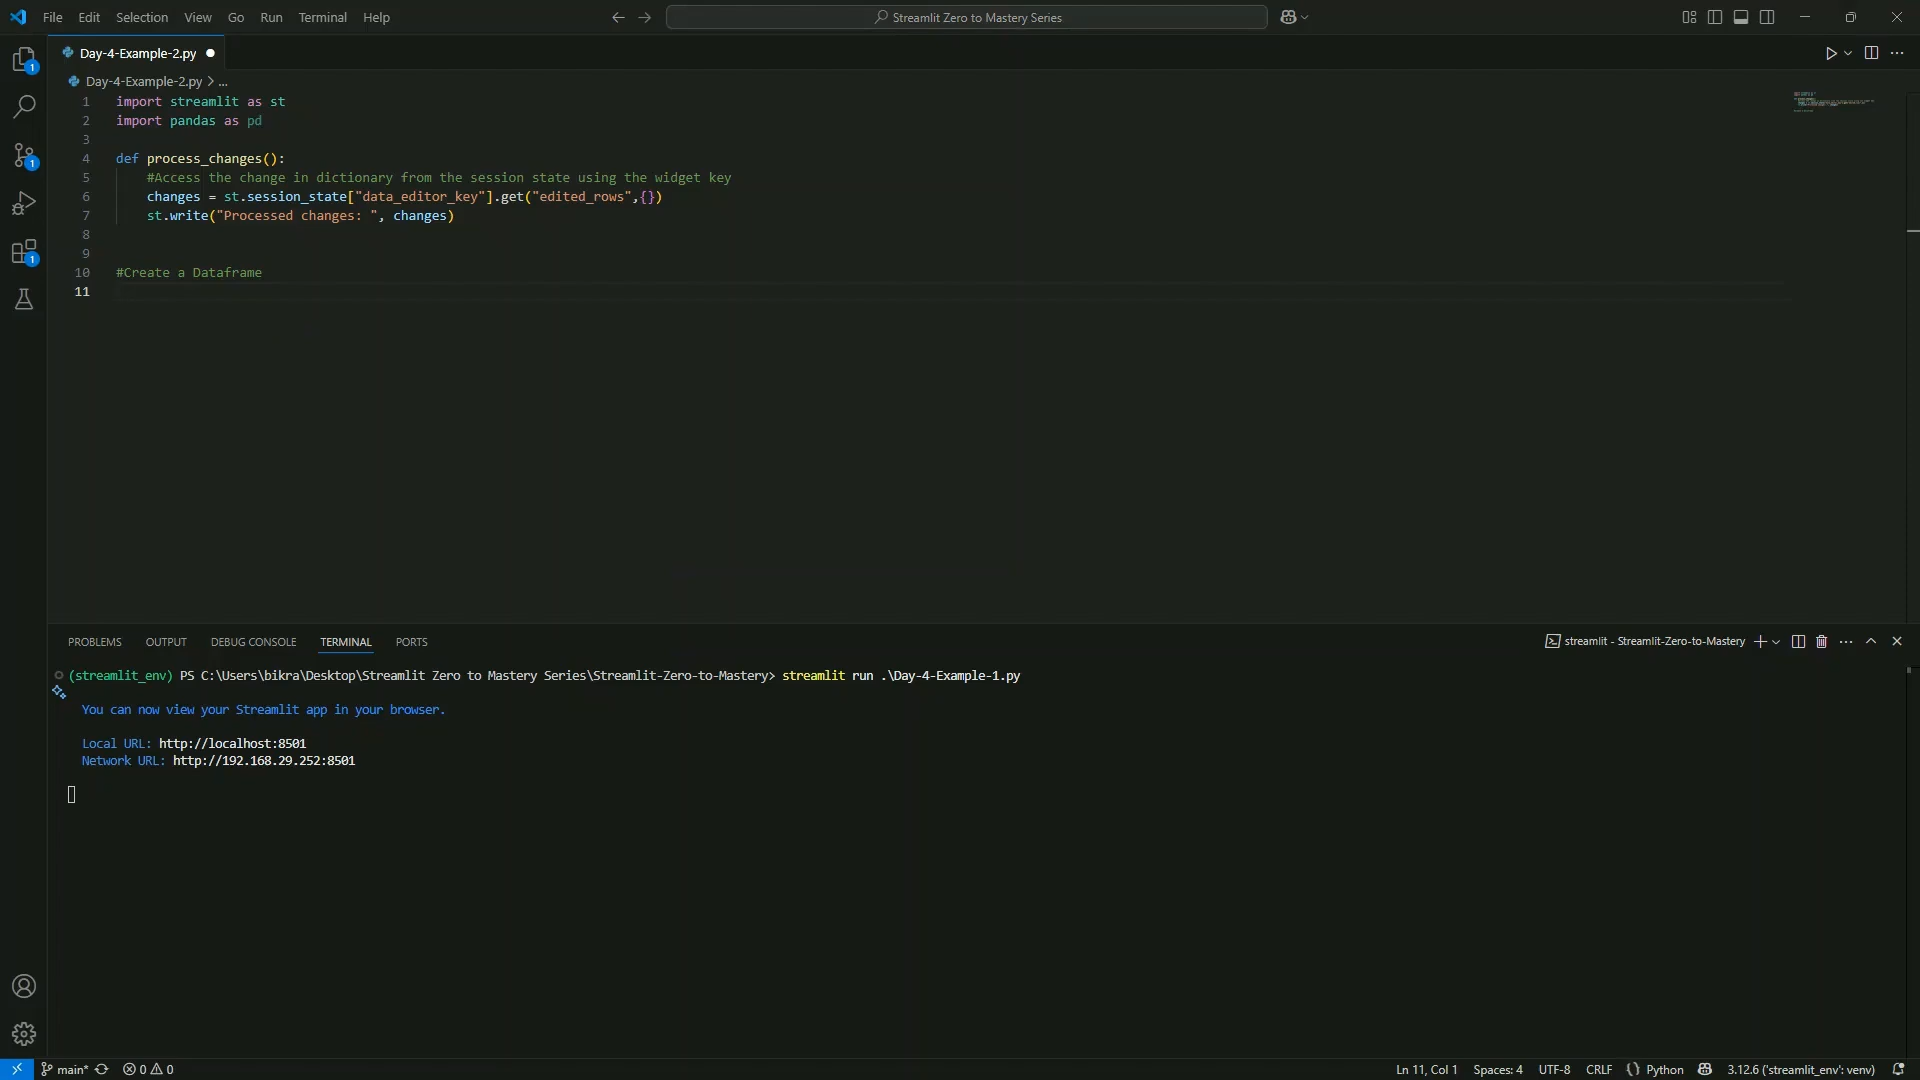 File Edit Selection View Go Run Terminal Help
Streamlit Zero to Mastery Series
Day-4-Example-2.py
Day-4-Example-2.py > ...
1 import streamlit as st
2 import pandas as pd
3
4 def process_changes():
5 #Access the change in dictionary from the session state using the widget key
6 changes = st.session_state["data_editor_key"].get("edited_rows",{})
7 st.write("Processed changes: ", changes)
8
9
10 #Create a Dataframe
11
1
1
1
PROBLEMS OUTPUT DEBUG CONSOLE TERMINAL PORTS
streamlit - Streamlit-Zero-to-Mastery
(streamlit_env) PS C:\Users\bikra\Desktop\Streamlit Zero to Mastery Series\Streamlit-Zero-to-Mastery> streamlit run .\Day-4-Example-1.py
You can now view your Streamlit app in your browser.
Local URL: http://localhost:8501
Network URL: http://192.168.29.252:8501
main* 0 0
Ln 11, Col 1 Spaces: 4 UTF-8 CRLF {} Python 3.12.6 ('streamlit_env': venv)